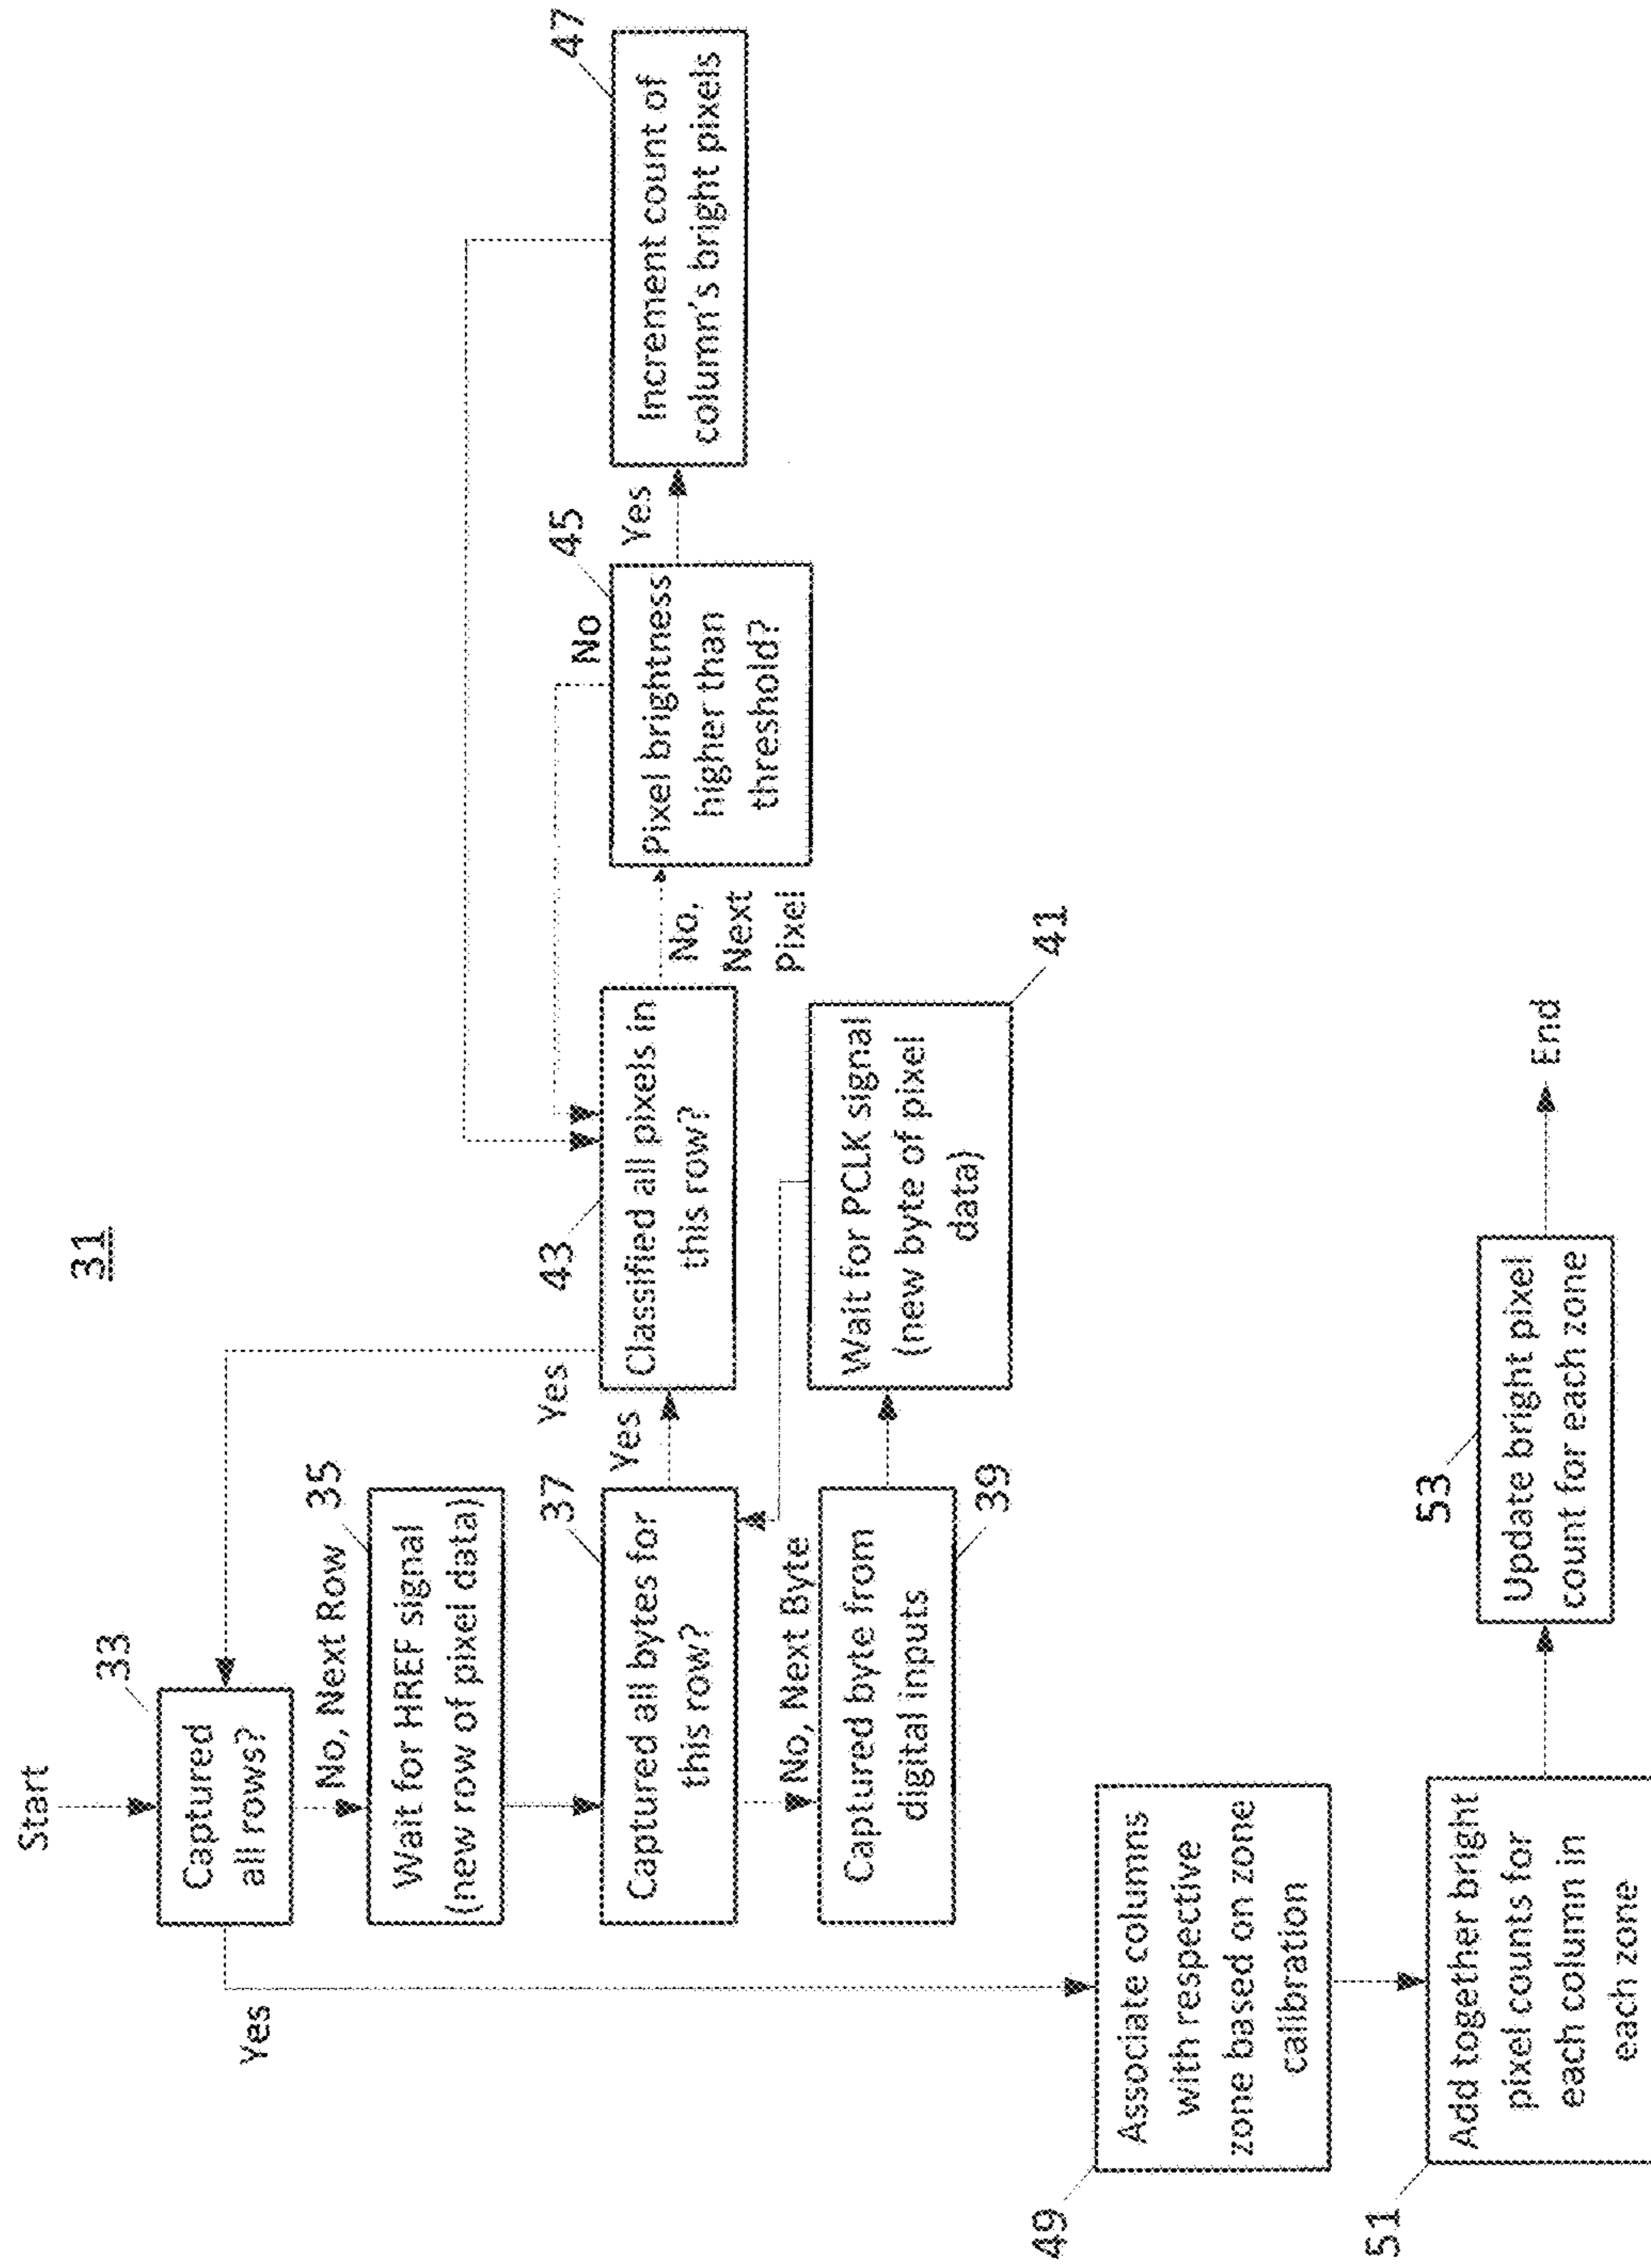 31
Start
33
Captured
all rows?
Yes
No, Next Row
35
Wait for HREF signal
(new row of pixel data)
37
Captured all bytes for
this row?
Yes
No, Next Byte
Captured byte from
digital inputs
39
Yes
43
Classified all pixels in
this row?
No,
Next
Pixel
Wait for PCLK signal
(new byte of pixel
data)
41
No
45
Pixel brightness
higher than
threshold?
Yes
47
Increment count of
column's bright pixels
49
Associate columns
with respective
zone based on zone
calibration
51
Add together bright
pixel counts for
each column in
each zone
53
Update bright pixel
count for each zone
End